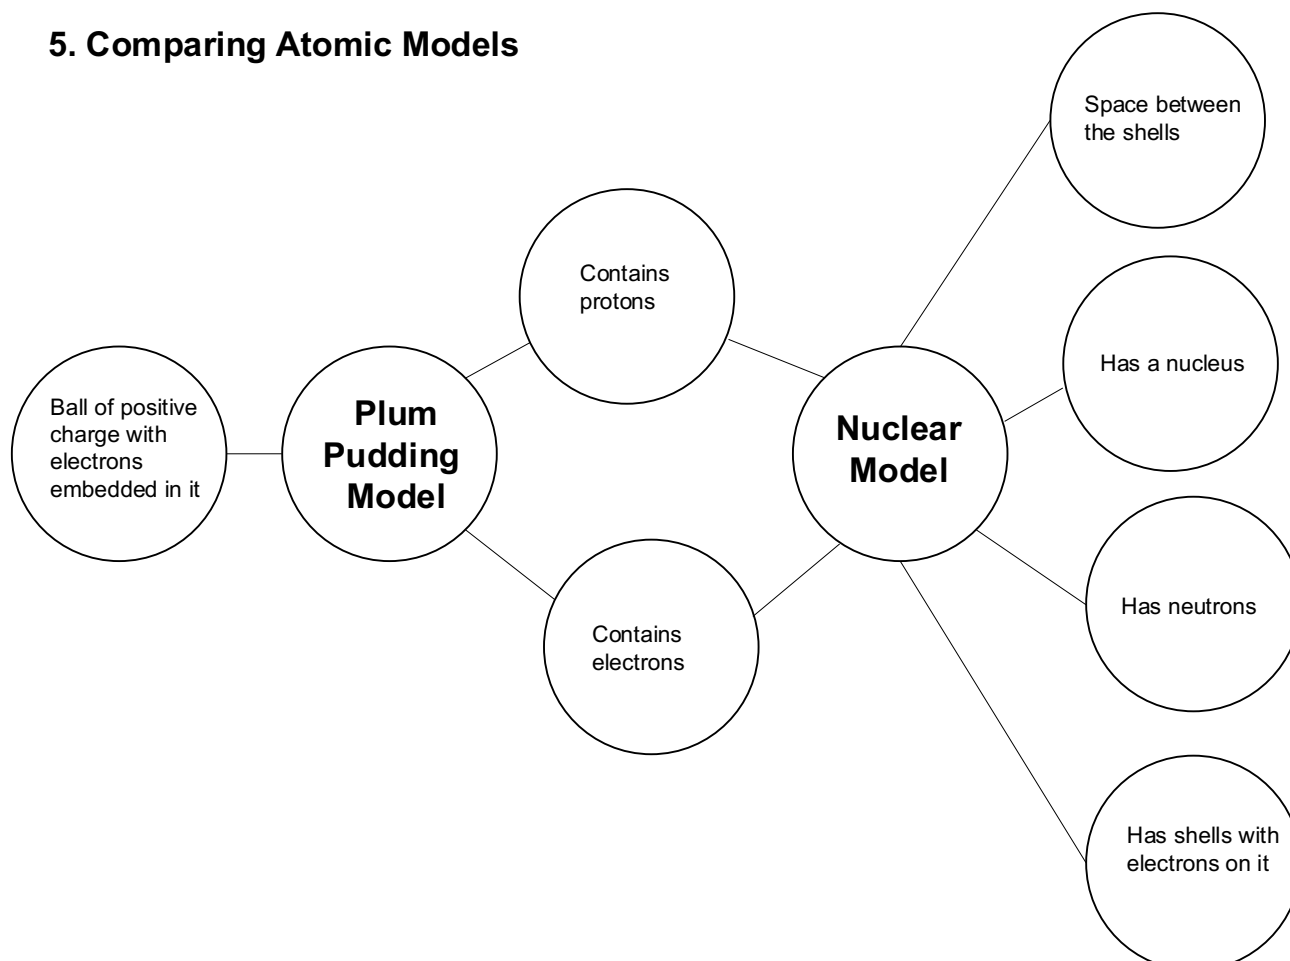 5. Comparing Atomic Models
Space between
the shells
Contains
protons
Has a nucleus
Ball of positive
charge with
electrons
embedded in it
Plum
Pudding
Model
Nuclear
Model
Has neutrons
Contains
electrons
Has shells with
electrons on it